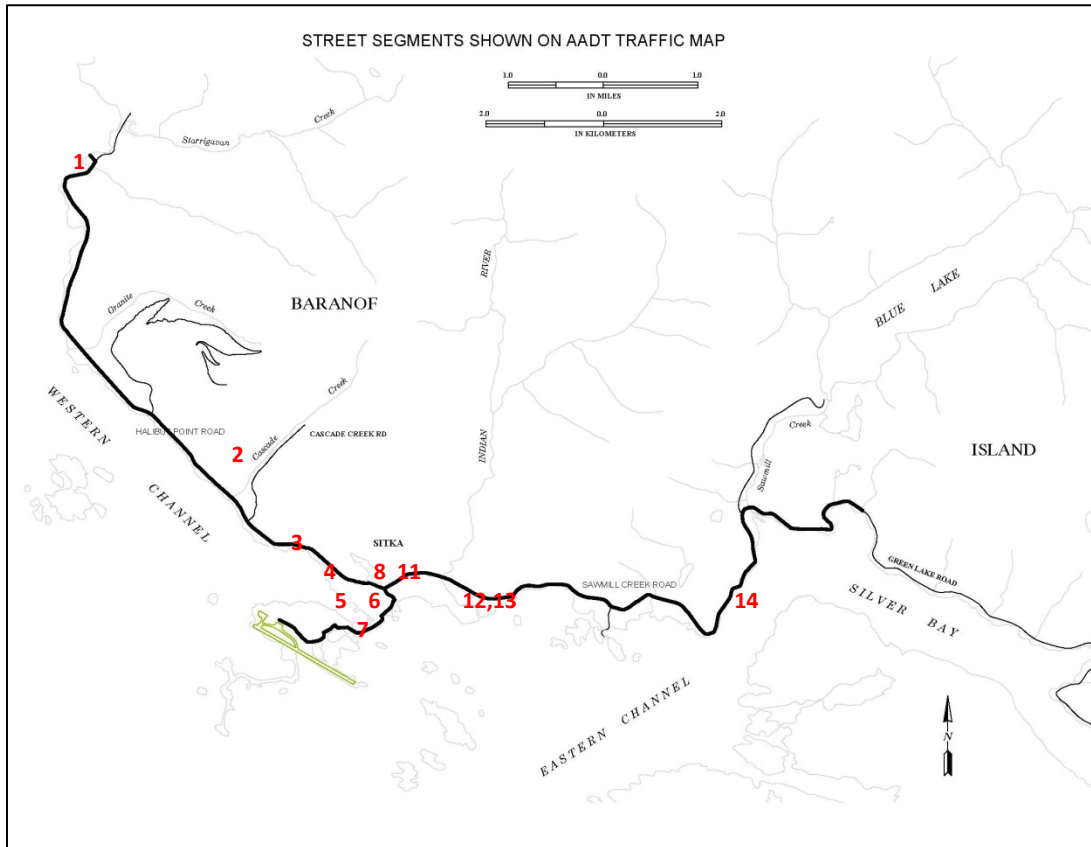 STREET SEGMENTS SHOWN ON AADT TRAFFIC MAP
1.0 0.0 1.0
IN MILES
2.0 0.0 2.0
IN KILOMETERS
Starrigavan Creek
1
RIVER
INDIAN
BLUE LAKE
Granite Creek
BARANOF
WESTERN
CHANNEL
HALIBUT POINT ROAD
2
Cascade Creek
CASCADE CREEK RD
Sawmill Creek
ISLAND
3
SITKA
4
8
11
5
6
12,13
7
SAWMILL CREEK ROAD
14
GREEN LAKE ROAD
SILVER BAY
EASTERN CHANNEL
N